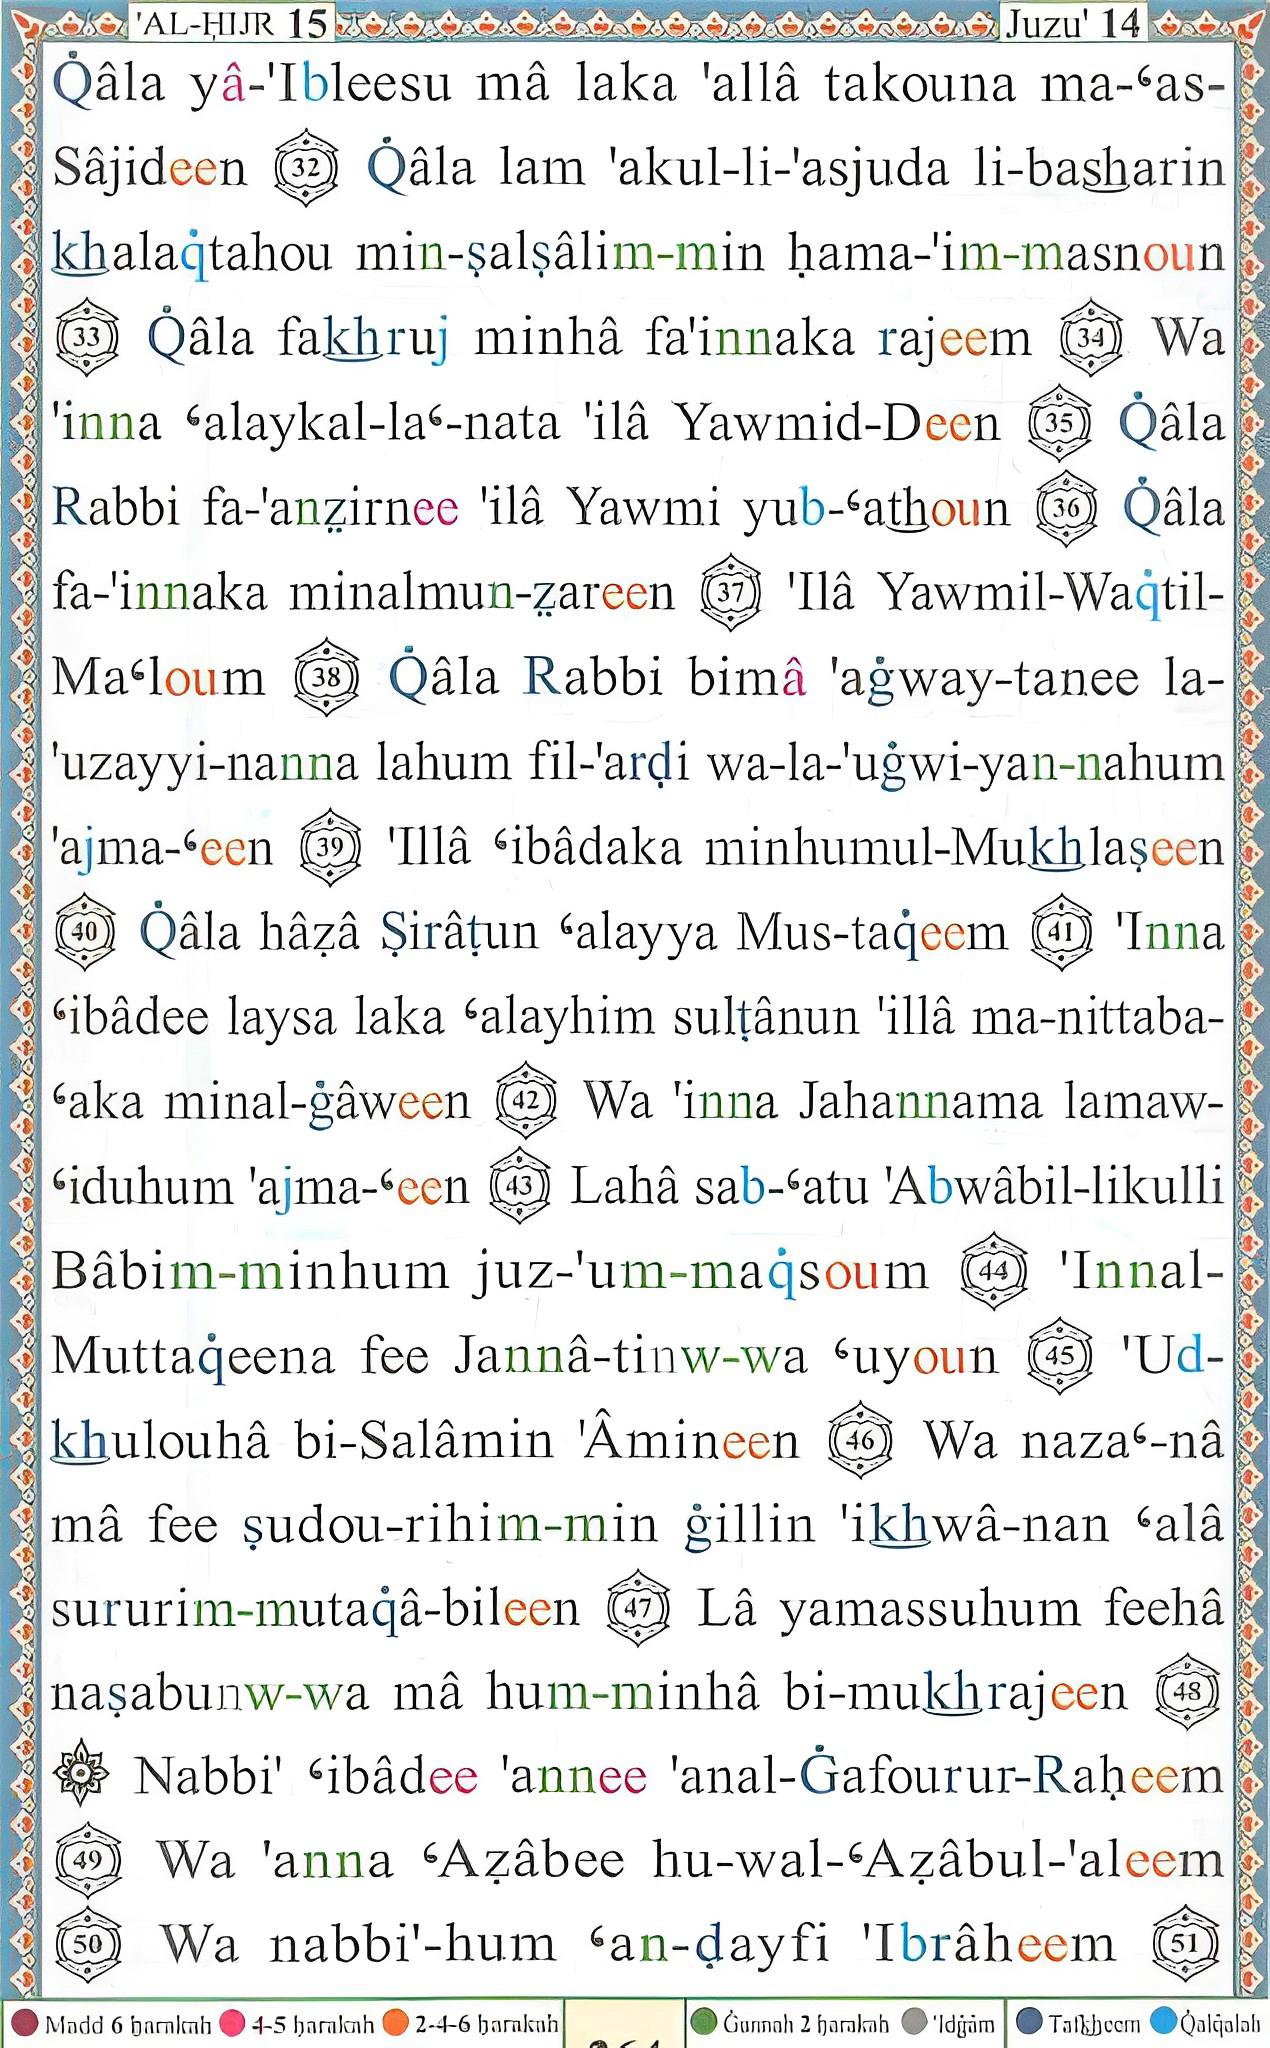 'AL-ḤIJR 15 Juzu' 14
Q̇âla yâ-'Ibleesu mâ laka 'allâ takouna ma-ʿas-
Sâjideen 32 Q̇âla lam 'akul-li-'asjuda li-basharin
khalaq̇tahou min-ṣalṣâlim-min ḥama-'im-masnoun
33 Q̇âla fakhruj minhâ fa'innaka rajeem 34 Wa
'inna ʿalaykal-laʿ-nata 'ilâ Yawmid-Deen 35 Q̇âla
Rabbi fa-'anẓirnee 'ilâ Yawmi yub-ʿathoun 36 Q̇âla
fa-'innaka minalmun-z̤areen 37 'Ilâ Yawmil-Waq̇til-
Maʿloum 38 Q̇âla Rabbi bimâ 'aġway-tanee la-
'uzayyi-nanna lahum fil-'arḍi wa-la-'uġwi-yan-nahum
'ajma-ʿeen 39 'Illâ ʿibâdaka minhumul-Mukhlaṣeen
40 Q̇âla hâẓâ Ṣirâṭun ʿalayya Mus-taq̇eem 41 'Inna
ʿibâdee laysa laka ʿalayhim sulṭânun 'illâ ma-nittaba-
ʿaka minal-ġâween 42 Wa 'inna Jahannama lamaw-
ʿiduhum 'ajma-ʿeen 43 Lahâ sab-ʿatu 'Abwâbil-likulli
Bâbim-minhum juz-'um-maq̇soum 44 'Innal-
Muttaq̇eena fee Jannâ-tinw-wa ʿuyoun 45 'Ud-
khulouhâ bi-Salâmin 'Âmineen 46 Wa nazaʿ-nâ
mâ fee ṣudou-rihim-min ġillin 'ikhwâ-nan ʿalâ
sururim-mutaq̇â-bileen 47 Lâ yamassuhum feehâ
naṣabunw-wa mâ hum-minhâ bi-mukhrajeen 48
Nabbi' ʿibâdee 'annee 'anal-Ġafourur-Raḥeem
49 Wa 'anna ʿAẓâbee hu-wal-ʿAẓâbul-'aleem
50 Wa nabbi'-hum ʿan-ḍayfi 'Ibrâheem 51
Madd 6 ḥarakah 4-5 ḥarakah 2-4-6 ḥarakah Ġunnah 2 ḥarakah 'Idġâm Tafkheem Q̇alq̇alah